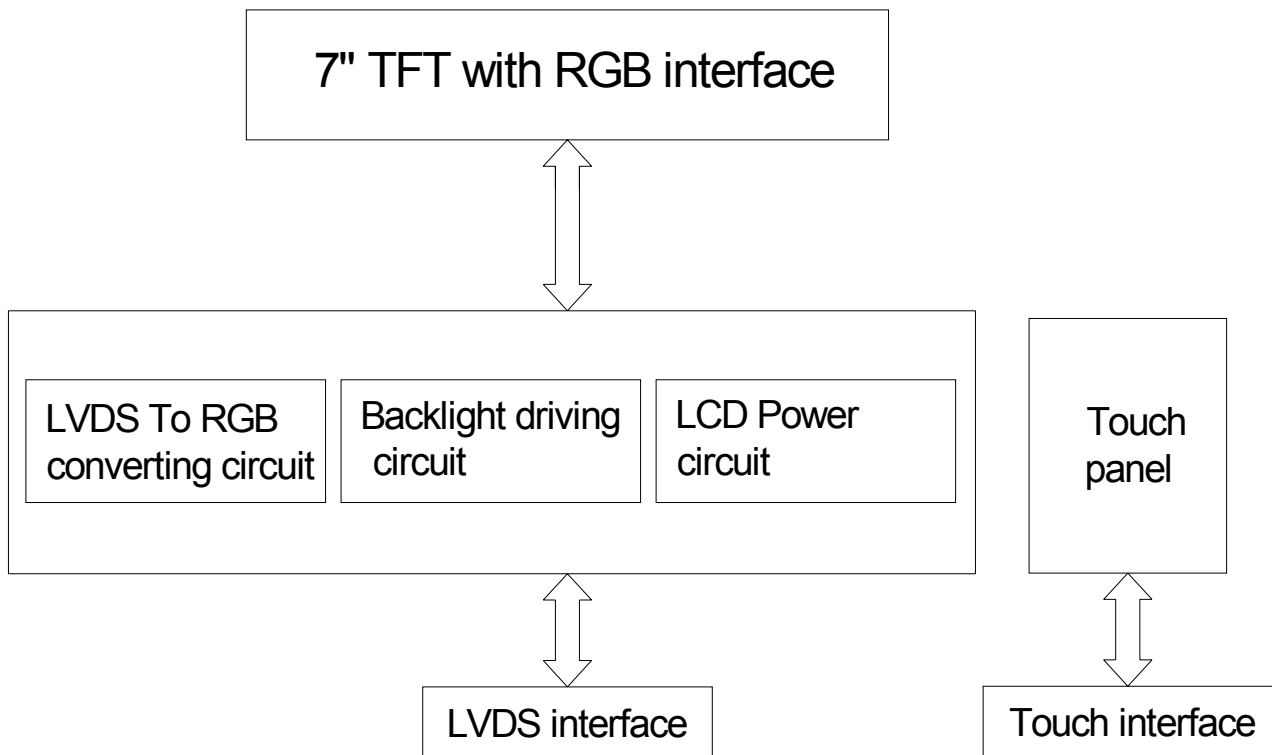 7" TFT with RGB interface
LVDS To RGB
converting circuit
Backlight driving
circuit
LCD Power
circuit
Touch
panel
LVDS interface
Touch interface